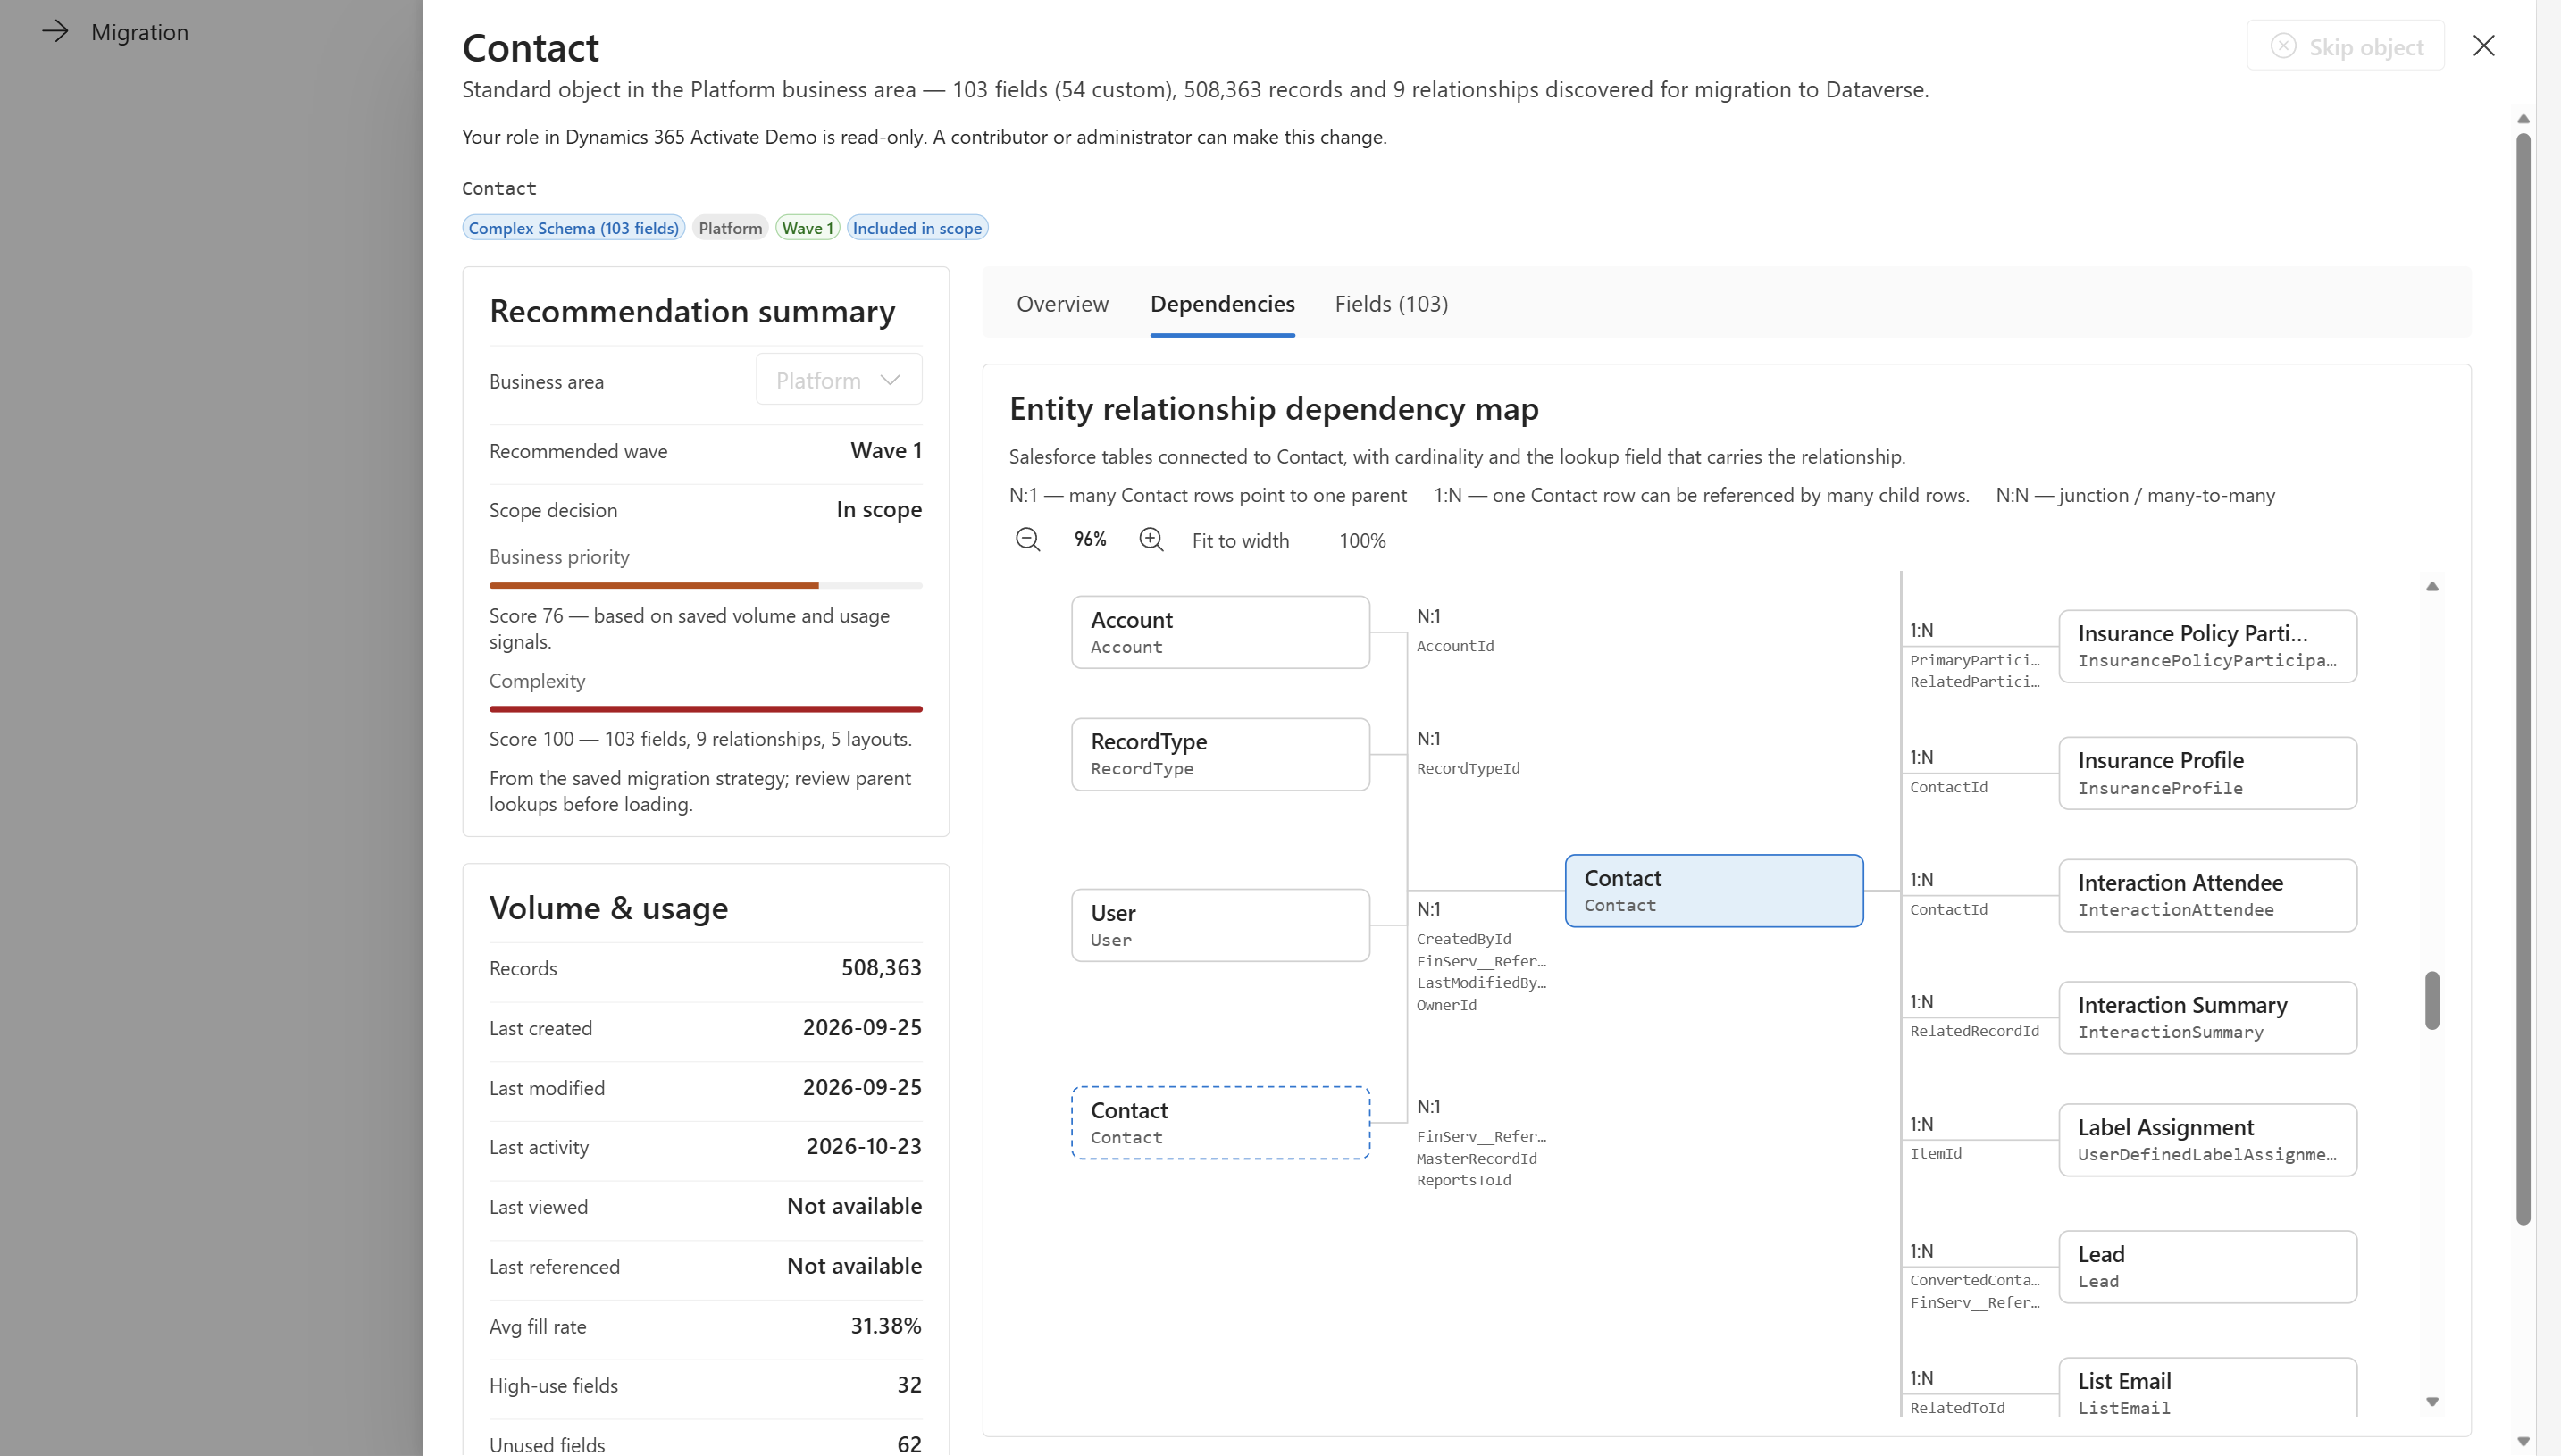 Migration
Contact
Skip object
Standard object in the Platform business area — 103 fields (54 custom), 508,363 records and 9 relationships discovered for migration to Dataverse.
Your role in Dynamics 365 Activate Demo is read-only. A contributor or administrator can make this change.
Contact
Complex Schema (103 fields) Platform Wave 1 Included in scope
Recommendation summary
Business area Platform
Recommended wave Wave 1
Scope decision In scope
Business priority
Score 76 — based on saved volume and usage
signals.
Complexity
Score 100 — 103 fields, 9 relationships, 5 layouts.
From the saved migration strategy; review parent
lookups before loading.
Volume & usage
Records 508,363
Last created 2026-09-25
Last modified 2026-09-25
Last activity 2026-10-23
Last viewed Not available
Last referenced Not available
Avg fill rate 31.38%
High-use fields 32
Unused fields 62
Overview Dependencies Fields (103)
Entity relationship dependency map
Salesforce tables connected to Contact, with cardinality and the lookup field that carries the relationship.
N:1 — many Contact rows point to one parent 1:N — one Contact row can be referenced by many child rows. N:N — junction / many-to-many
96% Fit to width 100%
Account
Account
N:1
AccountId
RecordType
RecordType
N:1
RecordTypeId
User
User
N:1
CreatedById
FinServ__Refer…
LastModifiedBy…
OwnerId
Contact
Contact
N:1
FinServ__Refer…
MasterRecordId
ReportsToId
Contact
Contact
1:N
PrimaryPartici…
RelatedPartici…
Insurance Policy Parti…
InsurancePolicyParticipa…
1:N
ContactId
Insurance Profile
InsuranceProfile
1:N
ContactId
Interaction Attendee
InteractionAttendee
1:N
RelatedRecordId
Interaction Summary
InteractionSummary
1:N
ItemId
Label Assignment
UserDefinedLabelAssignme…
1:N
ConvertedConta…
FinServ__Refer…
Lead
Lead
1:N
RelatedToId
List Email
ListEmail